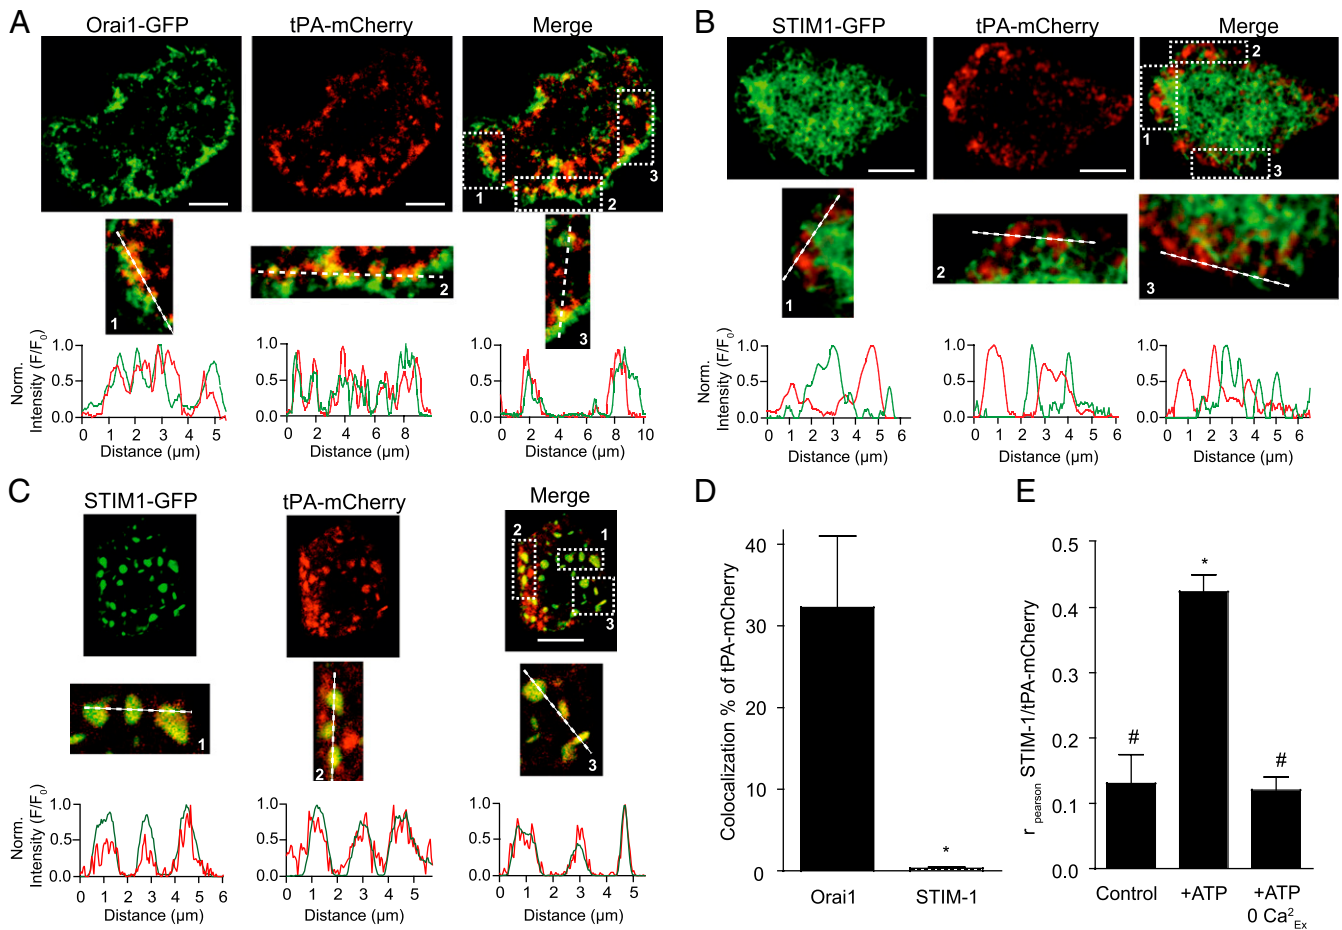 A
Orai1-GFP
tPA-mCherry
Merge
1
2
3
1
2
3
Norm.
Intensity (F/F0)
1.0
0.5
0.0
0 1 2 3 4 5
Distance (µm)
1.0
0.5
0.0
0 2 4 6 8
Distance (µm)
1.0
0.5
0.0
0 2 4 6 8 10
Distance (µm)
B
STIM1-GFP
tPA-mCherry
Merge
2
1
3
1
2
3
Norm.
Intensity (F/F0)
1.0
0.5
0.0
0 1 2 3 4 5 6
Distance (µm)
1.0
0.5
0.0
0 1 2 3 4 5 6
Distance (µm)
1.0
0.5
0.0
0 1 2 3 4 5 6
Distance (µm)
C
STIM1-GFP
tPA-mCherry
Merge
2
1
3
1
2
3
Norm.
Intensity (F/F0)
1.0
0.5
0.0
0 1 2 3 4 5 6
Distance (µm)
1.0
0.5
0.0
0 1 2 3 4 5
Distance (µm)
1.0
0.5
0.0
0 1 2 3 4 5
Distance (µm)
D
Colocalization % of tPA-mCherry
40
30
20
10
0
*
Orai1
STIM-1
E
r pearson STIM-1/tPA-mCherry
0.5
0.4
0.3
0.2
0.1
0.0
#
*
#
Control
+ATP
+ATP
0 Ca2Ex